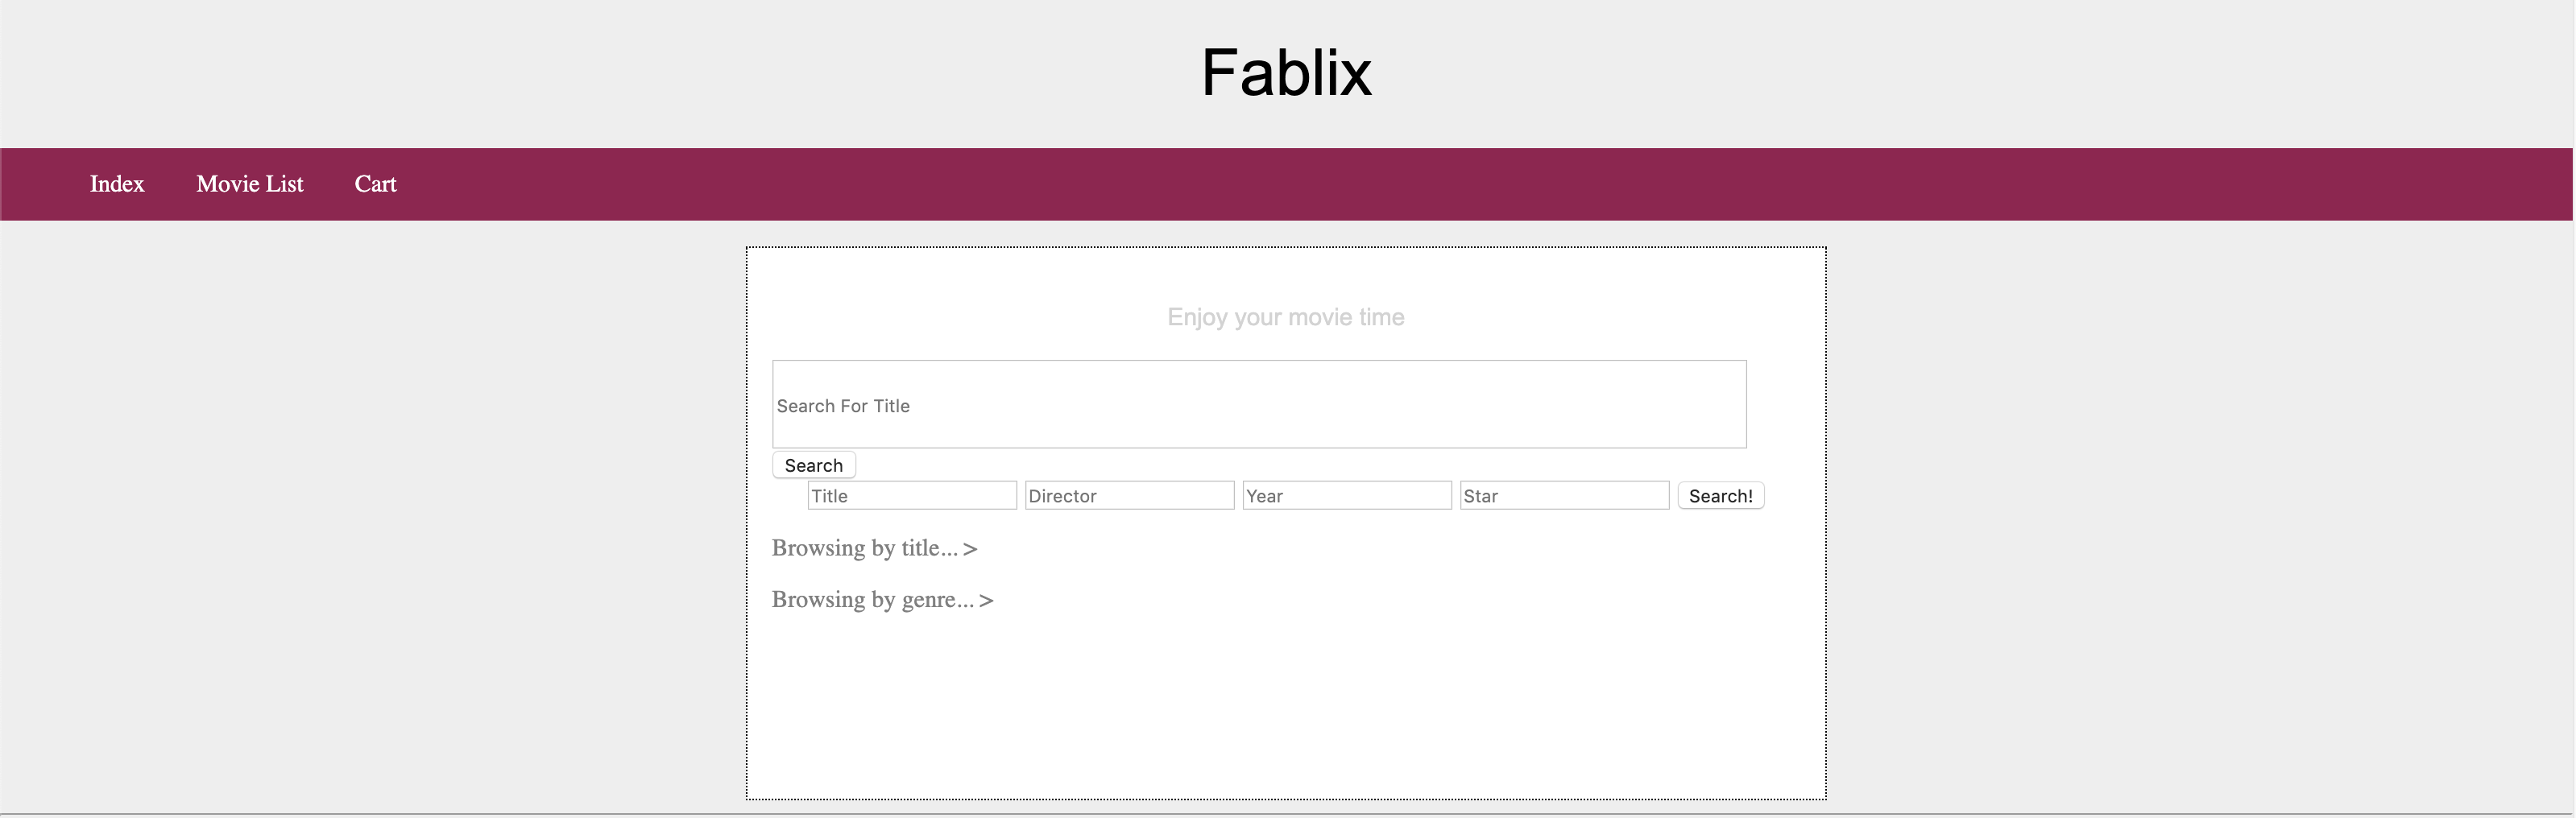 Fablix
Index Movie List Cart
Enjoy your movie time
Search For Title
Search
Title Director Year Star Search!
Browsing by title... >
Browsing by genre... >